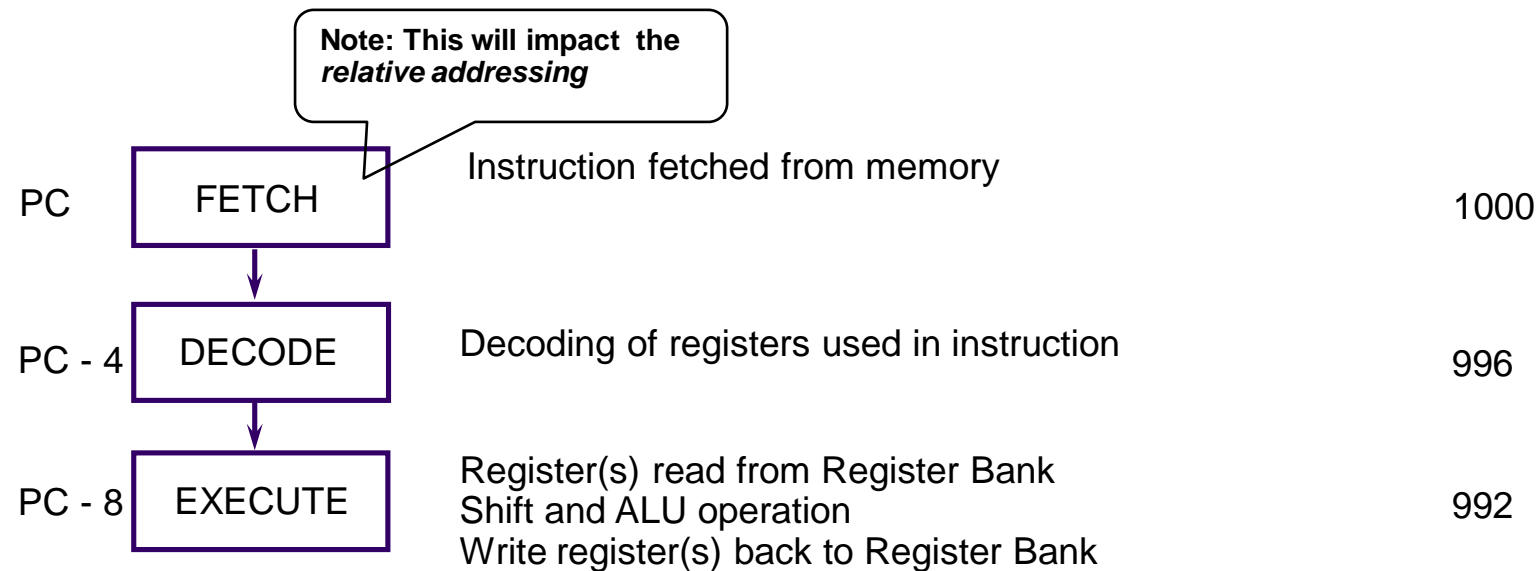 Note: This will impact the
relative addressing
PC
FETCH
Instruction fetched from memory
1000
PC - 4
DECODE
Decoding of registers used in instruction
996
PC - 8
EXECUTE
Register(s) read from Register Bank
Shift and ALU operation
Write register(s) back to Register Bank
992